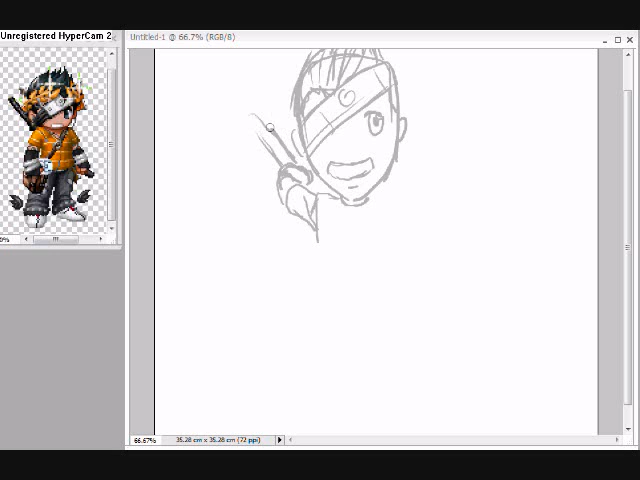 Unregistered HyperCam 2
Untitled-1 @ 66.7% (RGB/8)
0%
66.67%
35.28 cm x 35.28 cm (72 ppi)